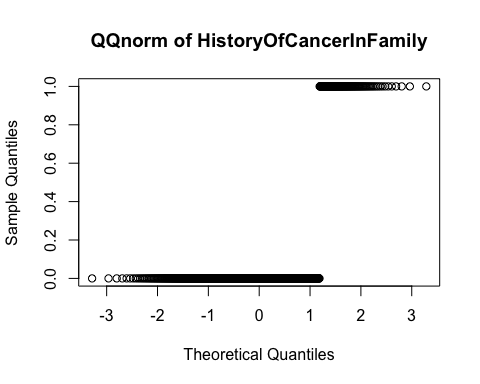 QQnorm of HistoryOfCancerInFamily
Sample Quantiles
1.0
0.8
0.6
0.4
0.2
0.0
-3 -2 -1 0 1 2 3
Theoretical Quantiles